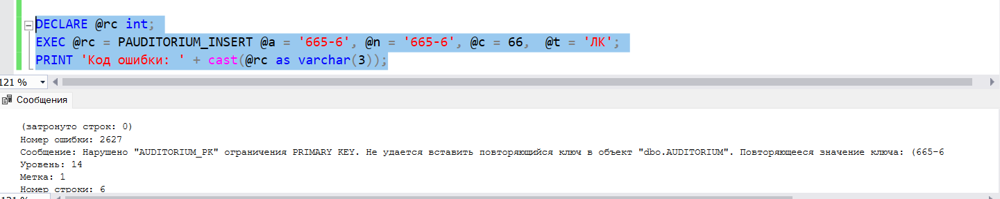 DECLARE @rc int;
EXEC @rc = PAUDITORIUM_INSERT @a = '665-6', @n = '665-6', @c = 66,  @t = 'ЛК';
PRINT 'Код ошибки: ' + cast(@rc as varchar(3));
121 %
Сообщения
(затронуто строк: 0)
Номер ошибки: 2627
Сообщение: Нарушено "AUDITORIUM_PK" ограничения PRIMARY KEY. Не удается вставить повторяющийся ключ в объект "dbo.AUDITORIUM". Повторяющееся значение ключа: (665-6
Уровень: 14
Метка: 1
Номер строки: 6
121 %